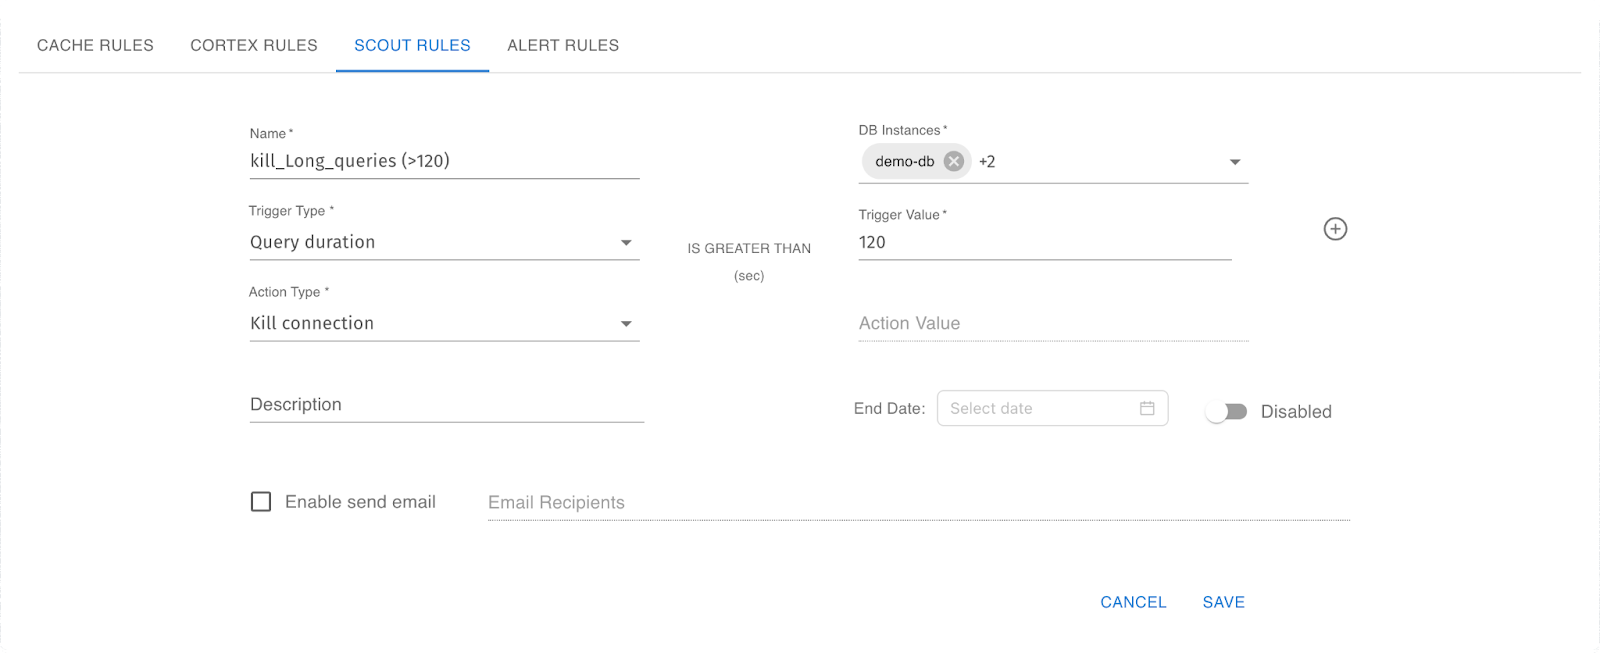 CACHE RULES CORTEX RULES SCOUT RULES ALERT RULES
Name *
kill_Long_queries (>120)
DB Instances *
demo-db +2
Trigger Type *
Query duration
IS GREATER THAN
(sec)
Trigger Value *
120
Action Type *
Kill connection
Action Value
Description
End Date: Select date Disabled
Enable send email Email Recipients
CANCEL SAVE